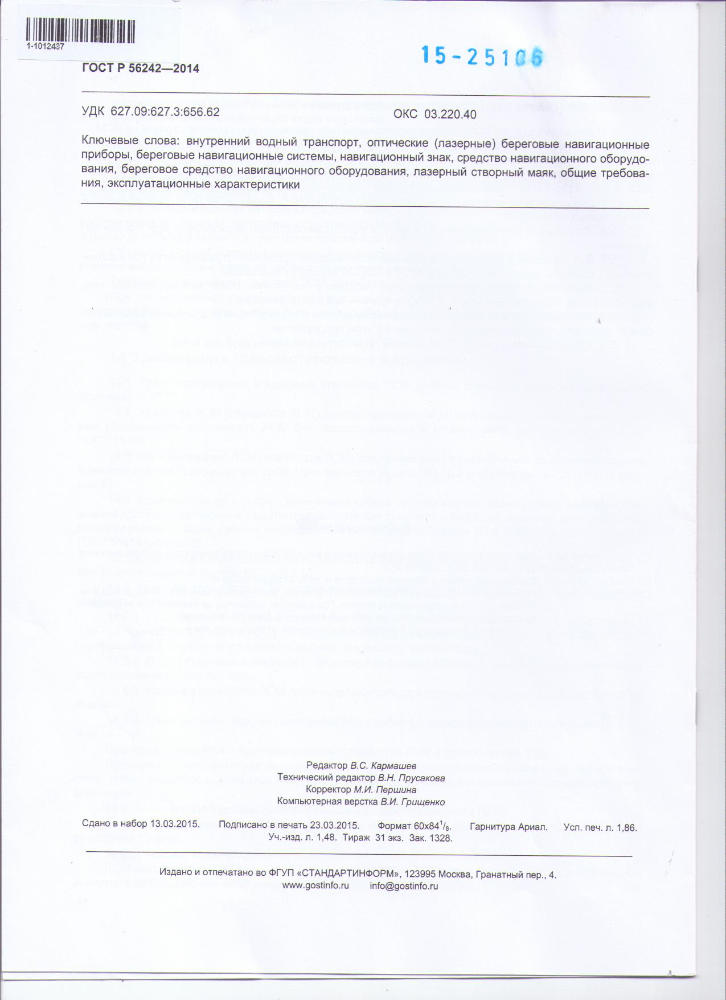 1-1012437
15-25106
ГОСТ Р 56242—2014
УДК 627.09:627.3:656.62
ОКС 03.220.40
Ключевые слова: внутренний водный транспорт, оптические (лазерные) береговые навигационные
приборы, береговые навигационные системы, навигационный знак, средство навигационного оборудо-
вания, береговое средство навигационного оборудования, лазерный створный маяк, общие требова-
ния, эксплуатационные характеристики
Редактор В.С. Кармашев
Технический редактор В.Н. Прусакова
Корректор М.И. Першина
Компьютерная верстка В.И. Грищенко
Сдано в набор 13.03.2015. Подписано в печать 23.03.2015. Формат 60х84¹/₈. Гарнитура Ариал. Усл. печ. л. 1,86.
Уч.-изд. л. 1,48. Тираж 31 экз. Зак. 1328.
Издано и отпечатано во ФГУП «СТАНДАРТИНФОРМ», 123995 Москва, Гранатный пер., 4.
www.gostinfo.ru info@gostinfo.ru